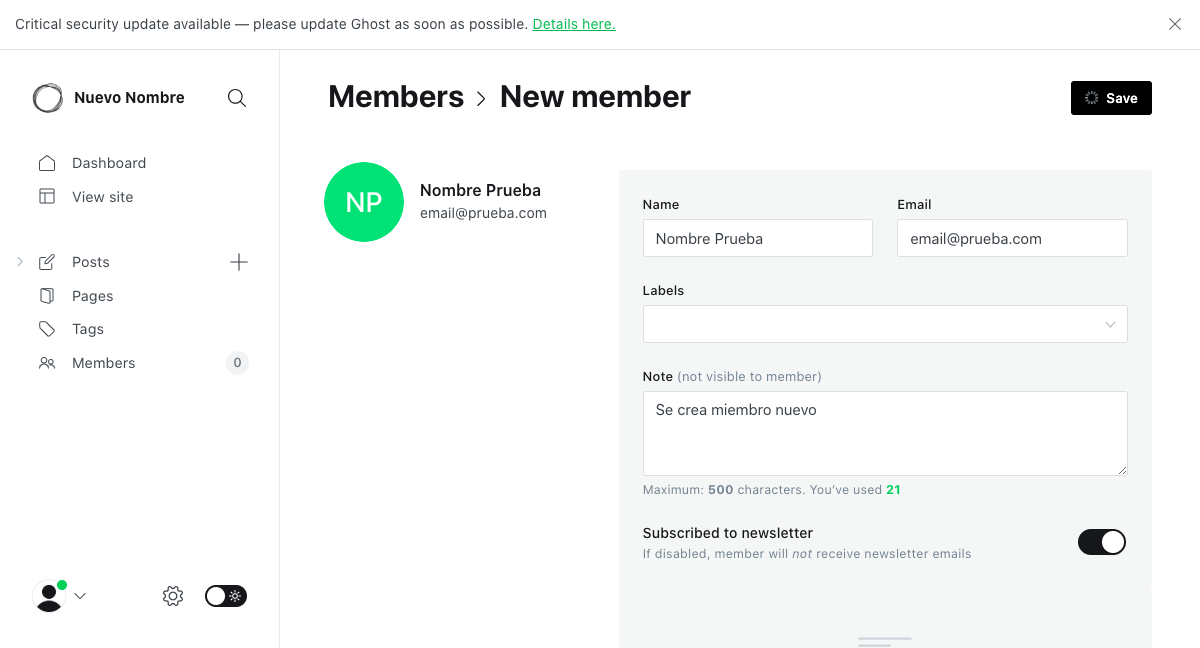 Critical security update available — please update Ghost as soon as possible. Details here.
Nuevo Nombre
Dashboard
View site
Posts
Pages
Tags
Members 0
Members > New member
Save
NP
Nombre Prueba
email@prueba.com
Name
Nombre Prueba
Email
email@prueba.com
Labels
Note (not visible to member)
Se crea miembro nuevo
Maximum: 500 characters. You’ve used 21
Subscribed to newsletter
If disabled, member will not receive newsletter emails